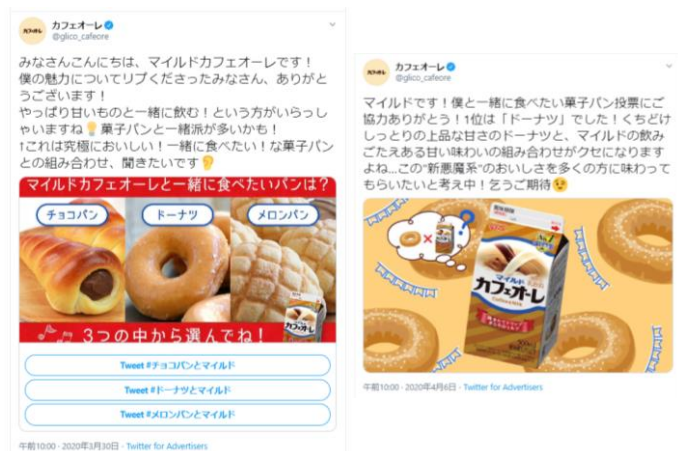 カフェオーレ
@glico_cafeore
みなさんこんにちは、マイルドカフェオーレです!
僕の魅力についてリプくださったみなさん、ありがと
うございます!
やっぱり甘いものと一緒に飲む!という方がいらっし
ゃいますね💡菓子パンと一緒派が多いかも!
↑これは究極においしい!一緒に食べたい!な菓子パン
との組み合わせ、聞きたいです👂
マイルドカフェオーレと一緒に食べたいパンは?
チョコパン
ドーナツ
メロンパン
カフェオーレ
3つの中から選んでね!
Tweet #チョコパンとマイルド
Tweet #ドーナツとマイルド
Tweet #メロンパンとマイルド
午前10:00 · 2020年3月30日 · Twitter for Advertisers
カフェオーレ
@glico_cafeore
マイルドです!僕と一緒に食べたい菓子パン投票にご
協力ありがとう!1位は「ドーナツ」でした!くちどけ
しっとりの上品な甘さのドーナツと、マイルドの飲み
ごたえある甘い味わいの組み合わせがクセになります
よね...この"新悪魔系"のおいしさを多くの方に味わって
もらいたいと考え中!乞うご期待😉
マイルド
カフェオーレ
午前10:00 · 2020年4月6日 · Twitter for Advertisers